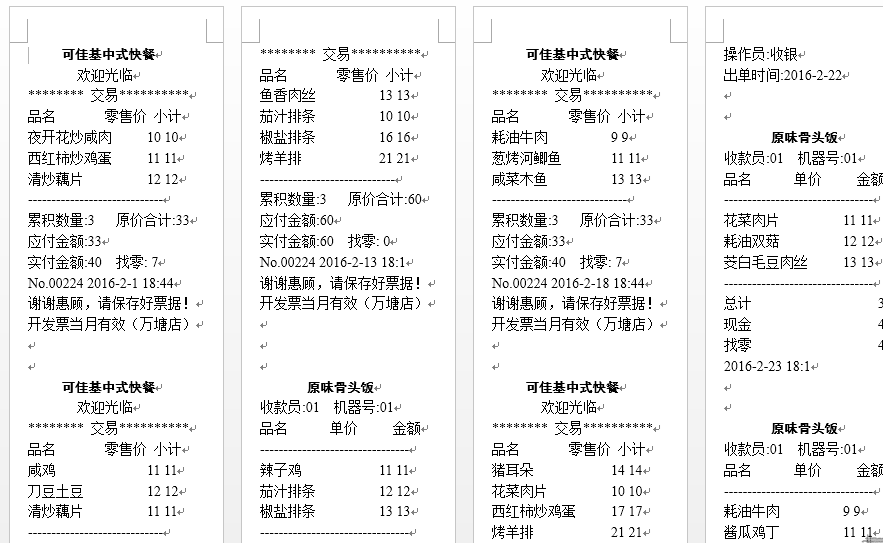 可佳基中式快餐
欢迎光临
******** 交易**********
品名 零售价 小计
夜开花炒咸肉 10 10
西红柿炒鸡蛋 11 11
清炒藕片 12 12
-----------------------------
累积数量:3 原价合计:33
应付金额:33
实付金额:40 找零: 7
No.00224 2016-2-1 18:44
谢谢惠顾，请保存好票据！
开发票当月有效（万塘店）
可佳基中式快餐
欢迎光临
******** 交易**********
品名 零售价 小计
咸鸡 11 11
刀豆土豆 12 12
清炒藕片 11 11
-----------------------------
******** 交易**********
品名 零售价 小计
鱼香肉丝 13 13
茄汁排条 10 10
椒盐排条 16 16
烤羊排 21 21
-----------------------------
累积数量:3 原价合计:60
应付金额:60
实付金额:60 找零: 0
No.00224 2016-2-13 18:1
谢谢惠顾，请保存好票据！
开发票当月有效（万塘店）
原味骨头饭
收款员:01 机器号:01
品名 单价 金额
--------------------------------
辣子鸡 11 11
茄汁排条 12 12
椒盐排条 13 13
--------------------------------
可佳基中式快餐
欢迎光临
******** 交易**********
品名 零售价 小计
耗油牛肉 9 9
葱烤河鲫鱼 11 11
咸菜木鱼 13 13
-----------------------------
累积数量:3 原价合计:33
应付金额:33
实付金额:40 找零: 7
No.00224 2016-2-18 18:44
谢谢惠顾，请保存好票据！
开发票当月有效（万塘店）
可佳基中式快餐
欢迎光临
******** 交易**********
品名 零售价 小计
猪耳朵 14 14
花菜肉片 10 10
西红柿炒鸡蛋 17 17
烤羊排 21 21
操作员:收银
出单时间:2016-2-22
原味骨头饭
收款员:01 机器号:01
品名 单价 金额
--------------------------------
花菜肉片 11 11
耗油双菇 12 12
茭白毛豆肉丝 13 13
--------------------------------
总计 3
现金 4
找零 4
2016-2-23 18:1
原味骨头饭
收款员:01 机器号:01
品名 单价 金额
--------------------------------
耗油牛肉 9 9
酱瓜鸡丁 11 11